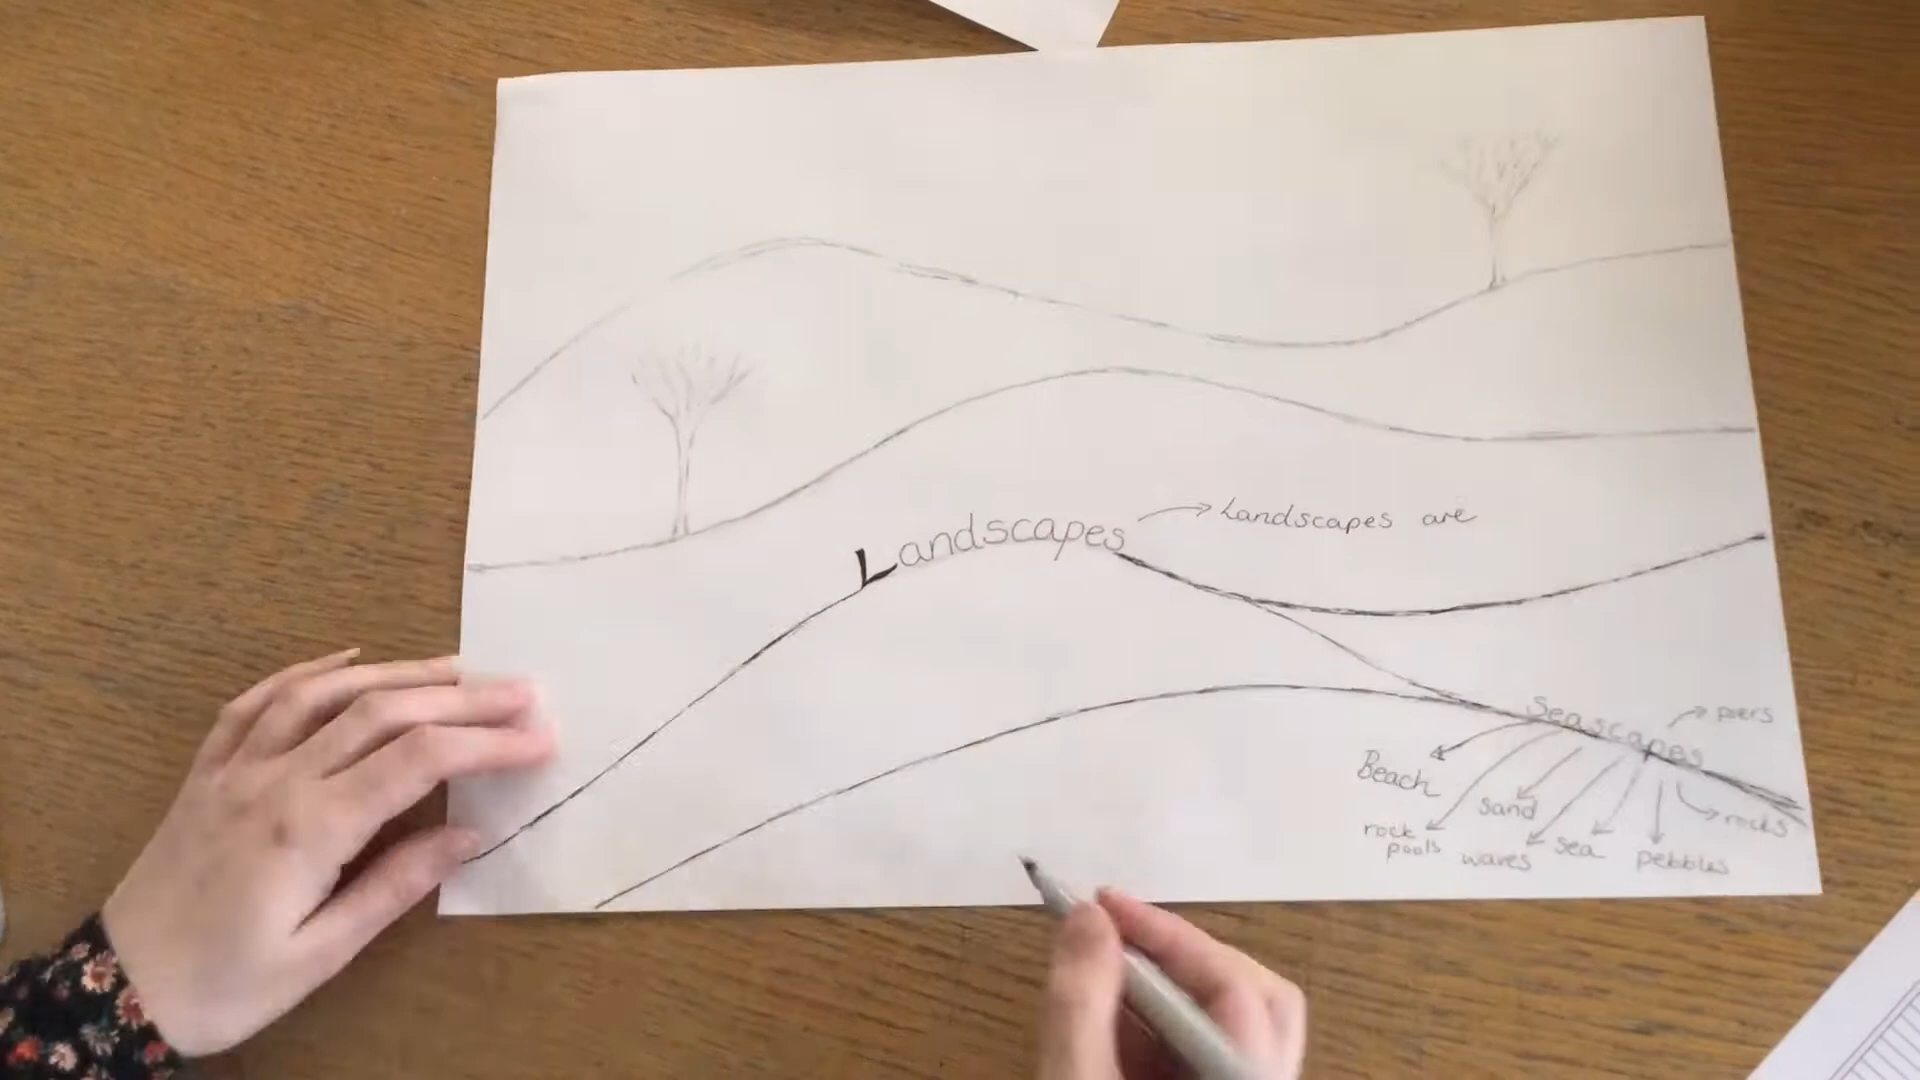 Landscapes
Landscapes are
Seascapes
piers
Beach
sand
rocks
rock
pools
waves
sea
pebbles